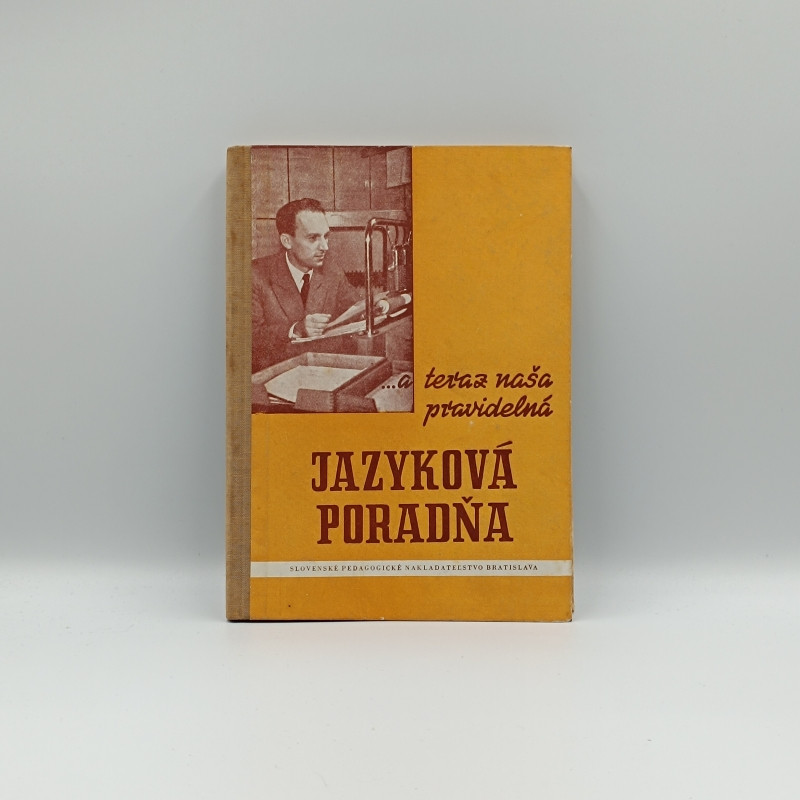 ...a teraz naša
pravidelná
JAZYKOVÁ
PORADŇA
SLOVENSKÉ PEDAGOGICKÉ NAKLADATEĽSTVO BRATISLAVA